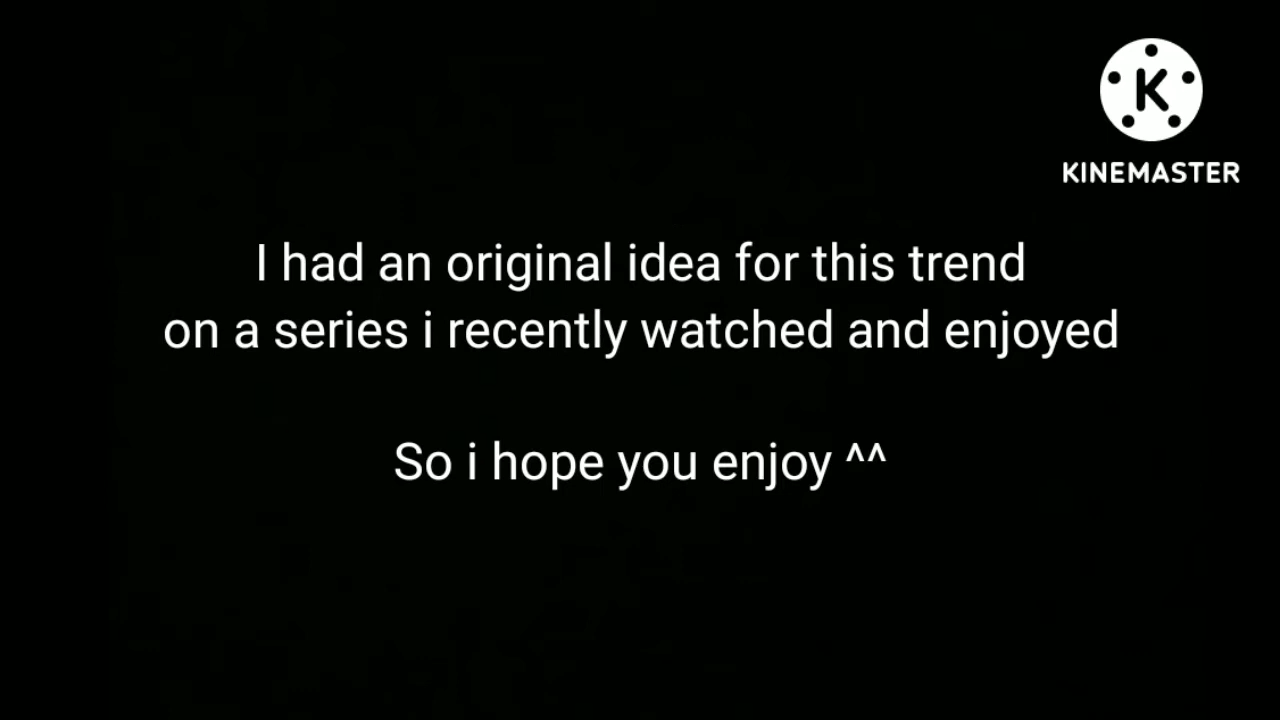 K
KINEMASTER
I had an original idea for this trend
on a series i recently watched and enjoyed
So i hope you enjoy ^^